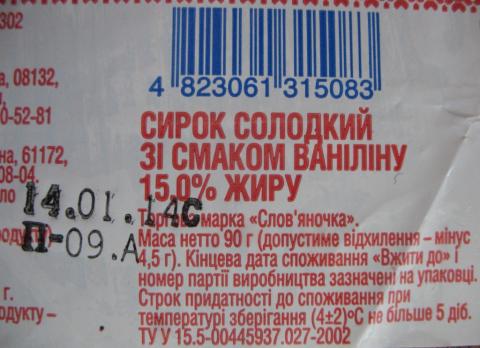 302
4 823061 315083
а, 08132,
0-52-81
СИРОК СОЛОДКИЙ
ЗІ СМАКОМ ВАНІЛІНУ
15,0% ЖИРУ
на, 61172,
08-04.
ло
14.01.14С
П-09.А
марка «Слов'яночка».
Маса нетто 90 г (допустиме відхилення – мінус
4,5 г). Кінцева дата споживання «Вжити до» і
номер партії виробництва зазначені на упаковці.
Строк придатності до споживання при
температурі зберігання (4±2)ºС не більше 5 діб.
ТУ У 15.5-00445937.027-2002
г.
одукту –